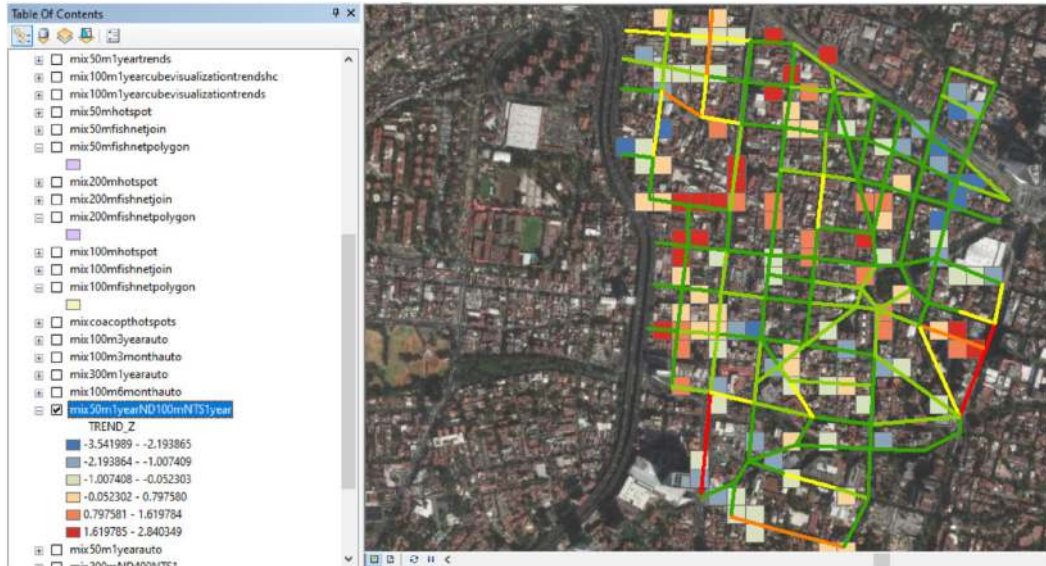 Table Of Contents
mix50m1yeartrends
mix100m1yearcubevisualizationtrendshc
mix100m1yearcubevisualizationtrends
mix50mhotspot
mix50mfishnetjoin
mix50mfishnetpolygon
mix200mhotspot
mix200mfishnetjoin
mix200mfishnetpolygon
mix100mhotspot
mix100mfishnetjoin
mix100mfishnetpolygon
mixcoacopthotspots
mix100m3yearauto
mix100m3monthauto
mix300m1yearauto
mix100m6monthauto
mix50m1yearND100mNTS1year
TREND_Z
-3.541989 - -2.193865
-2.193864 - -1.007409
-1.007408 - -0.052303
-0.052302 - 0.797580
0.797581 - 1.619784
1.619785 - 2.840349
mix50m1yearauto